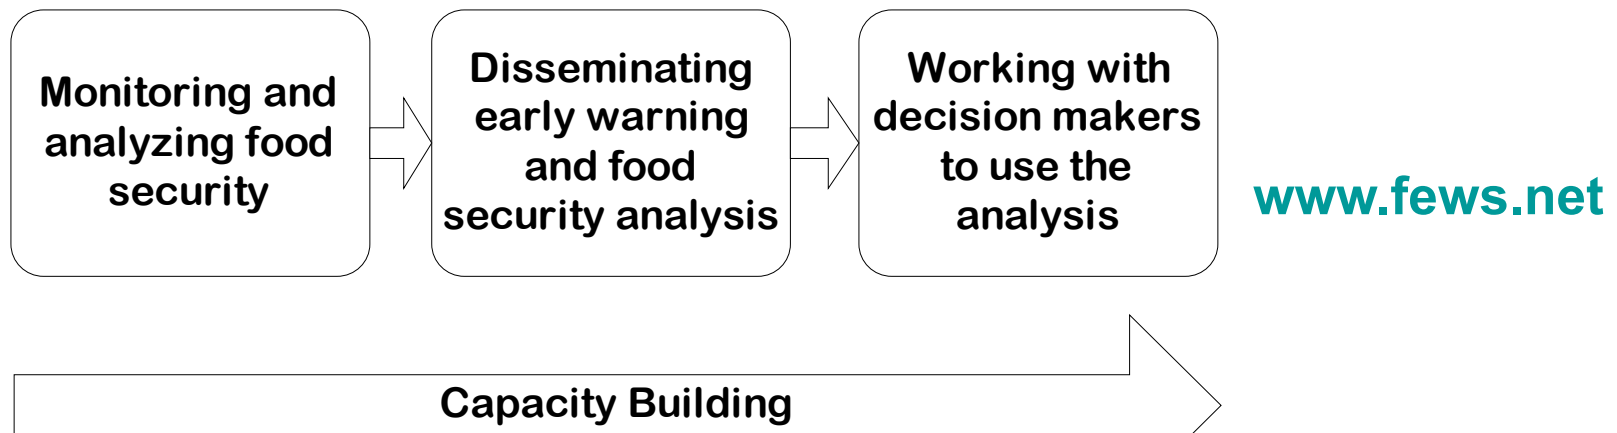 Monitoring and
analyzing food
security
Disseminating
early warning
and food
security analysis
Working with
decision makers
to use the
analysis
www.fews.net
Capacity Building